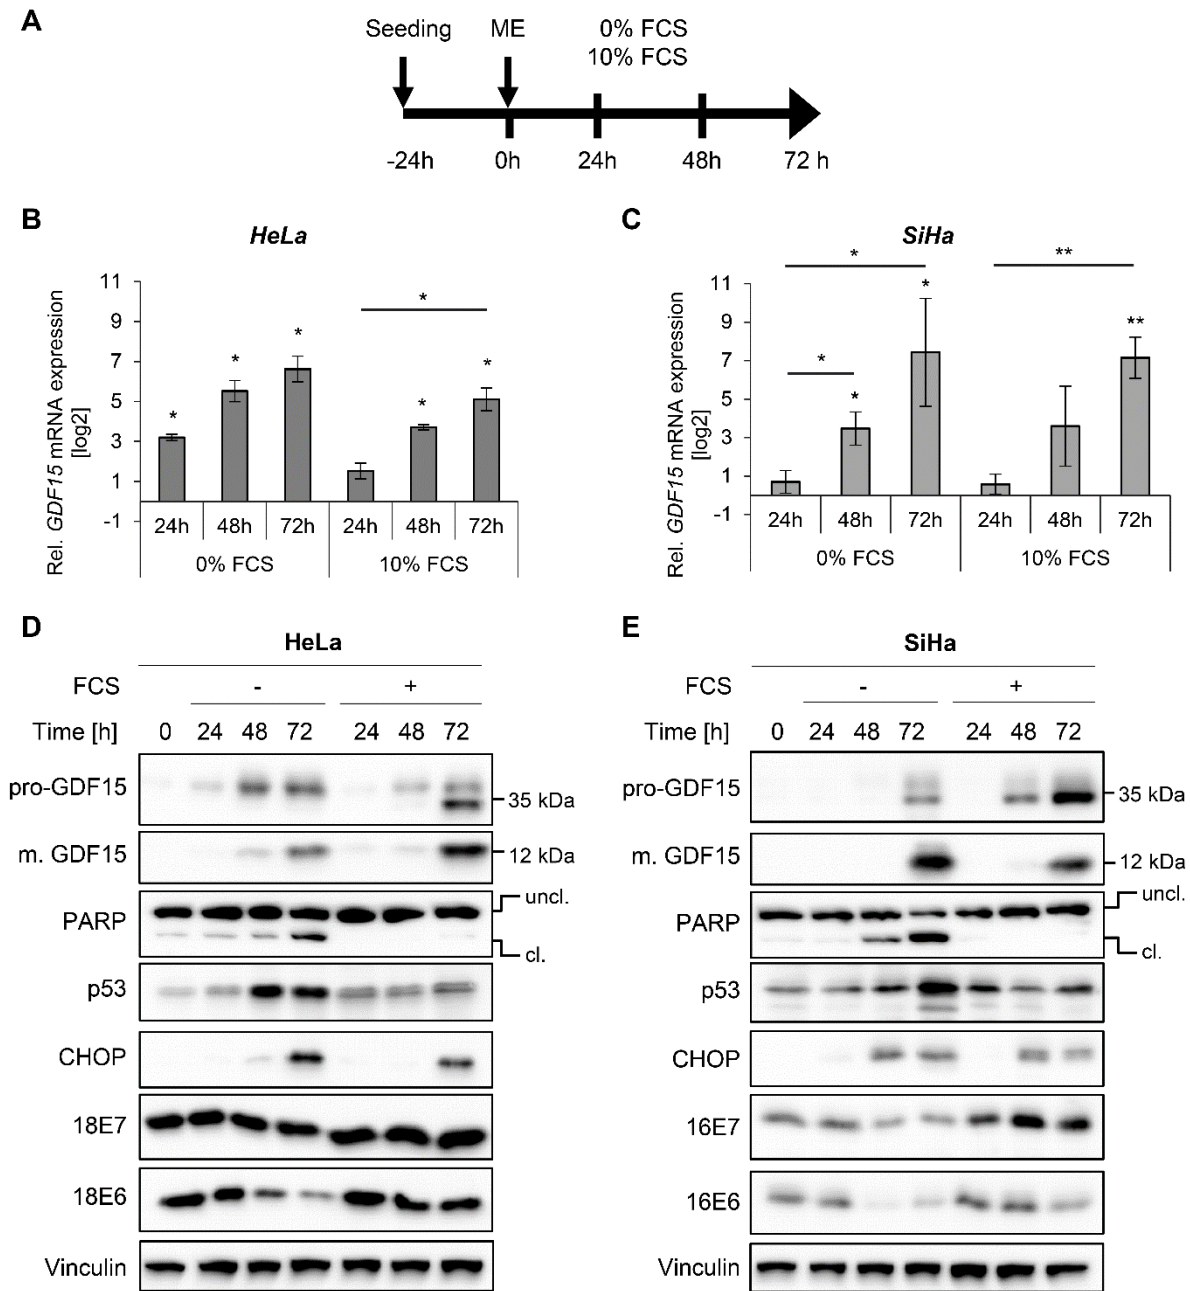 A
Seeding ME 0% FCS
10% FCS
-24h 0h 24h 48h 72 h
B
HeLa
Rel. GDF15 mRNA expression
[log2]
11
9
7
5
3
1
-1
* * * * * *
24h 48h 72h 24h 48h 72h
0% FCS 10% FCS
C
SiHa
Rel. GDF15 mRNA expression
[log2]
11
9
7
5
3
1
-1
* **
* * * **
24h 48h 72h 24h 48h 72h
0% FCS 10% FCS
D
HeLa
FCS - +
Time [h] 0 24 48 72 24 48 72
pro-GDF15 35 kDa
m. GDF15 12 kDa
PARP uncl.
cl.
p53
CHOP
18E7
18E6
Vinculin
E
SiHa
FCS - +
Time [h] 0 24 48 72 24 48 72
pro-GDF15 35 kDa
m. GDF15 12 kDa
PARP uncl.
cl.
p53
CHOP
16E7
16E6
Vinculin